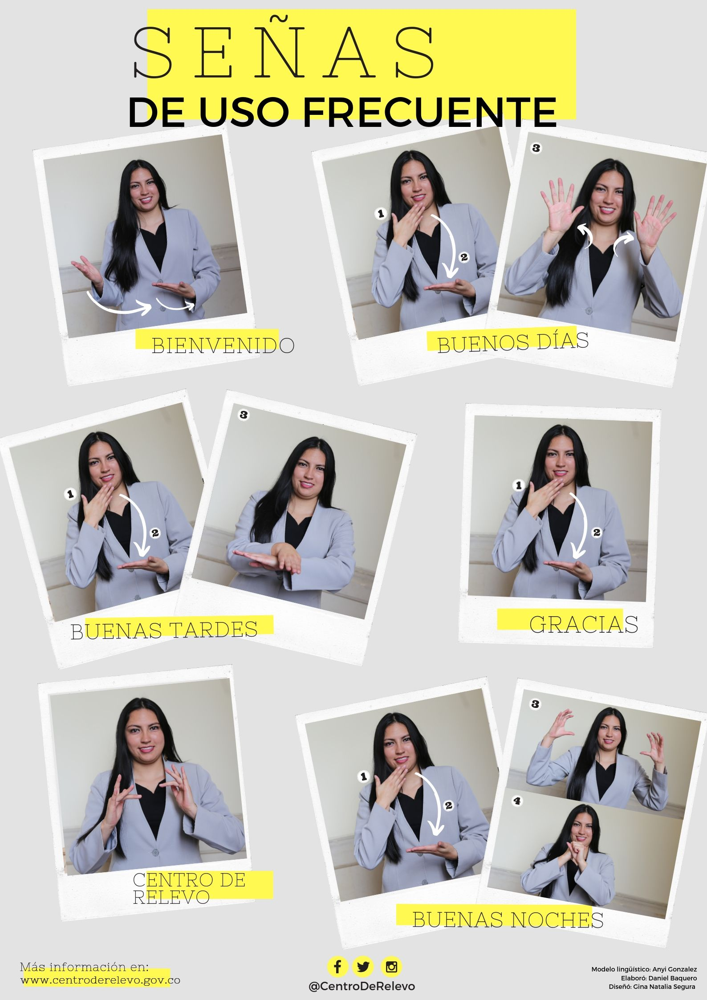 SEÑAS
DE USO FRECUENTE
BIENVENIDO
1
2
3
BUENOS DÍAS
1
2
3
BUENAS TARDES
1
2
GRACIAS
CENTRO DE
RELEVO
1
2
3
4
BUENAS NOCHES
Más información en:
www.centroderelevo.gov.co
@CentroDeRelevo
Modelo lingüístico: Anyi Gonzalez
Elaboró: Daniel Baquero
Diseñó: Gina Natalia Segura